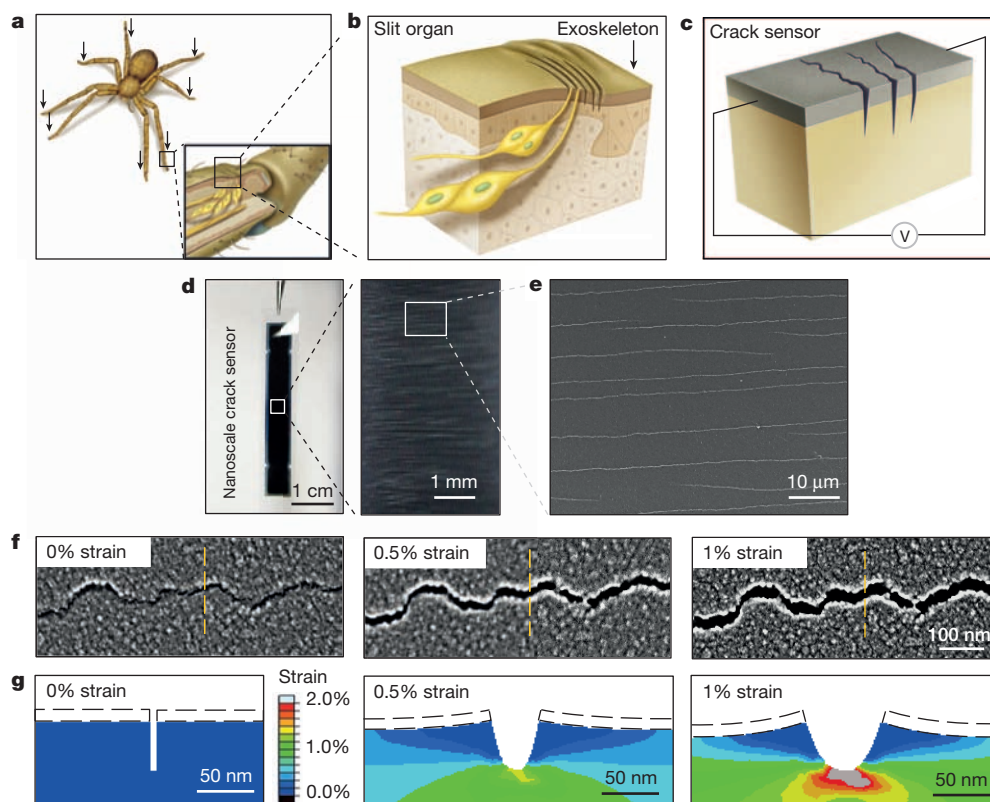 a
b
Slit organ
Exoskeleton
c
Crack sensor
V
d
Nanoscale crack sensor
1 cm
1 mm
e
10 μm
f
0% strain
0.5% strain
1% strain
100 nm
g
0% strain
50 nm
Strain
2.0%
1.0%
0.0%
0.5% strain
50 nm
1% strain
50 nm